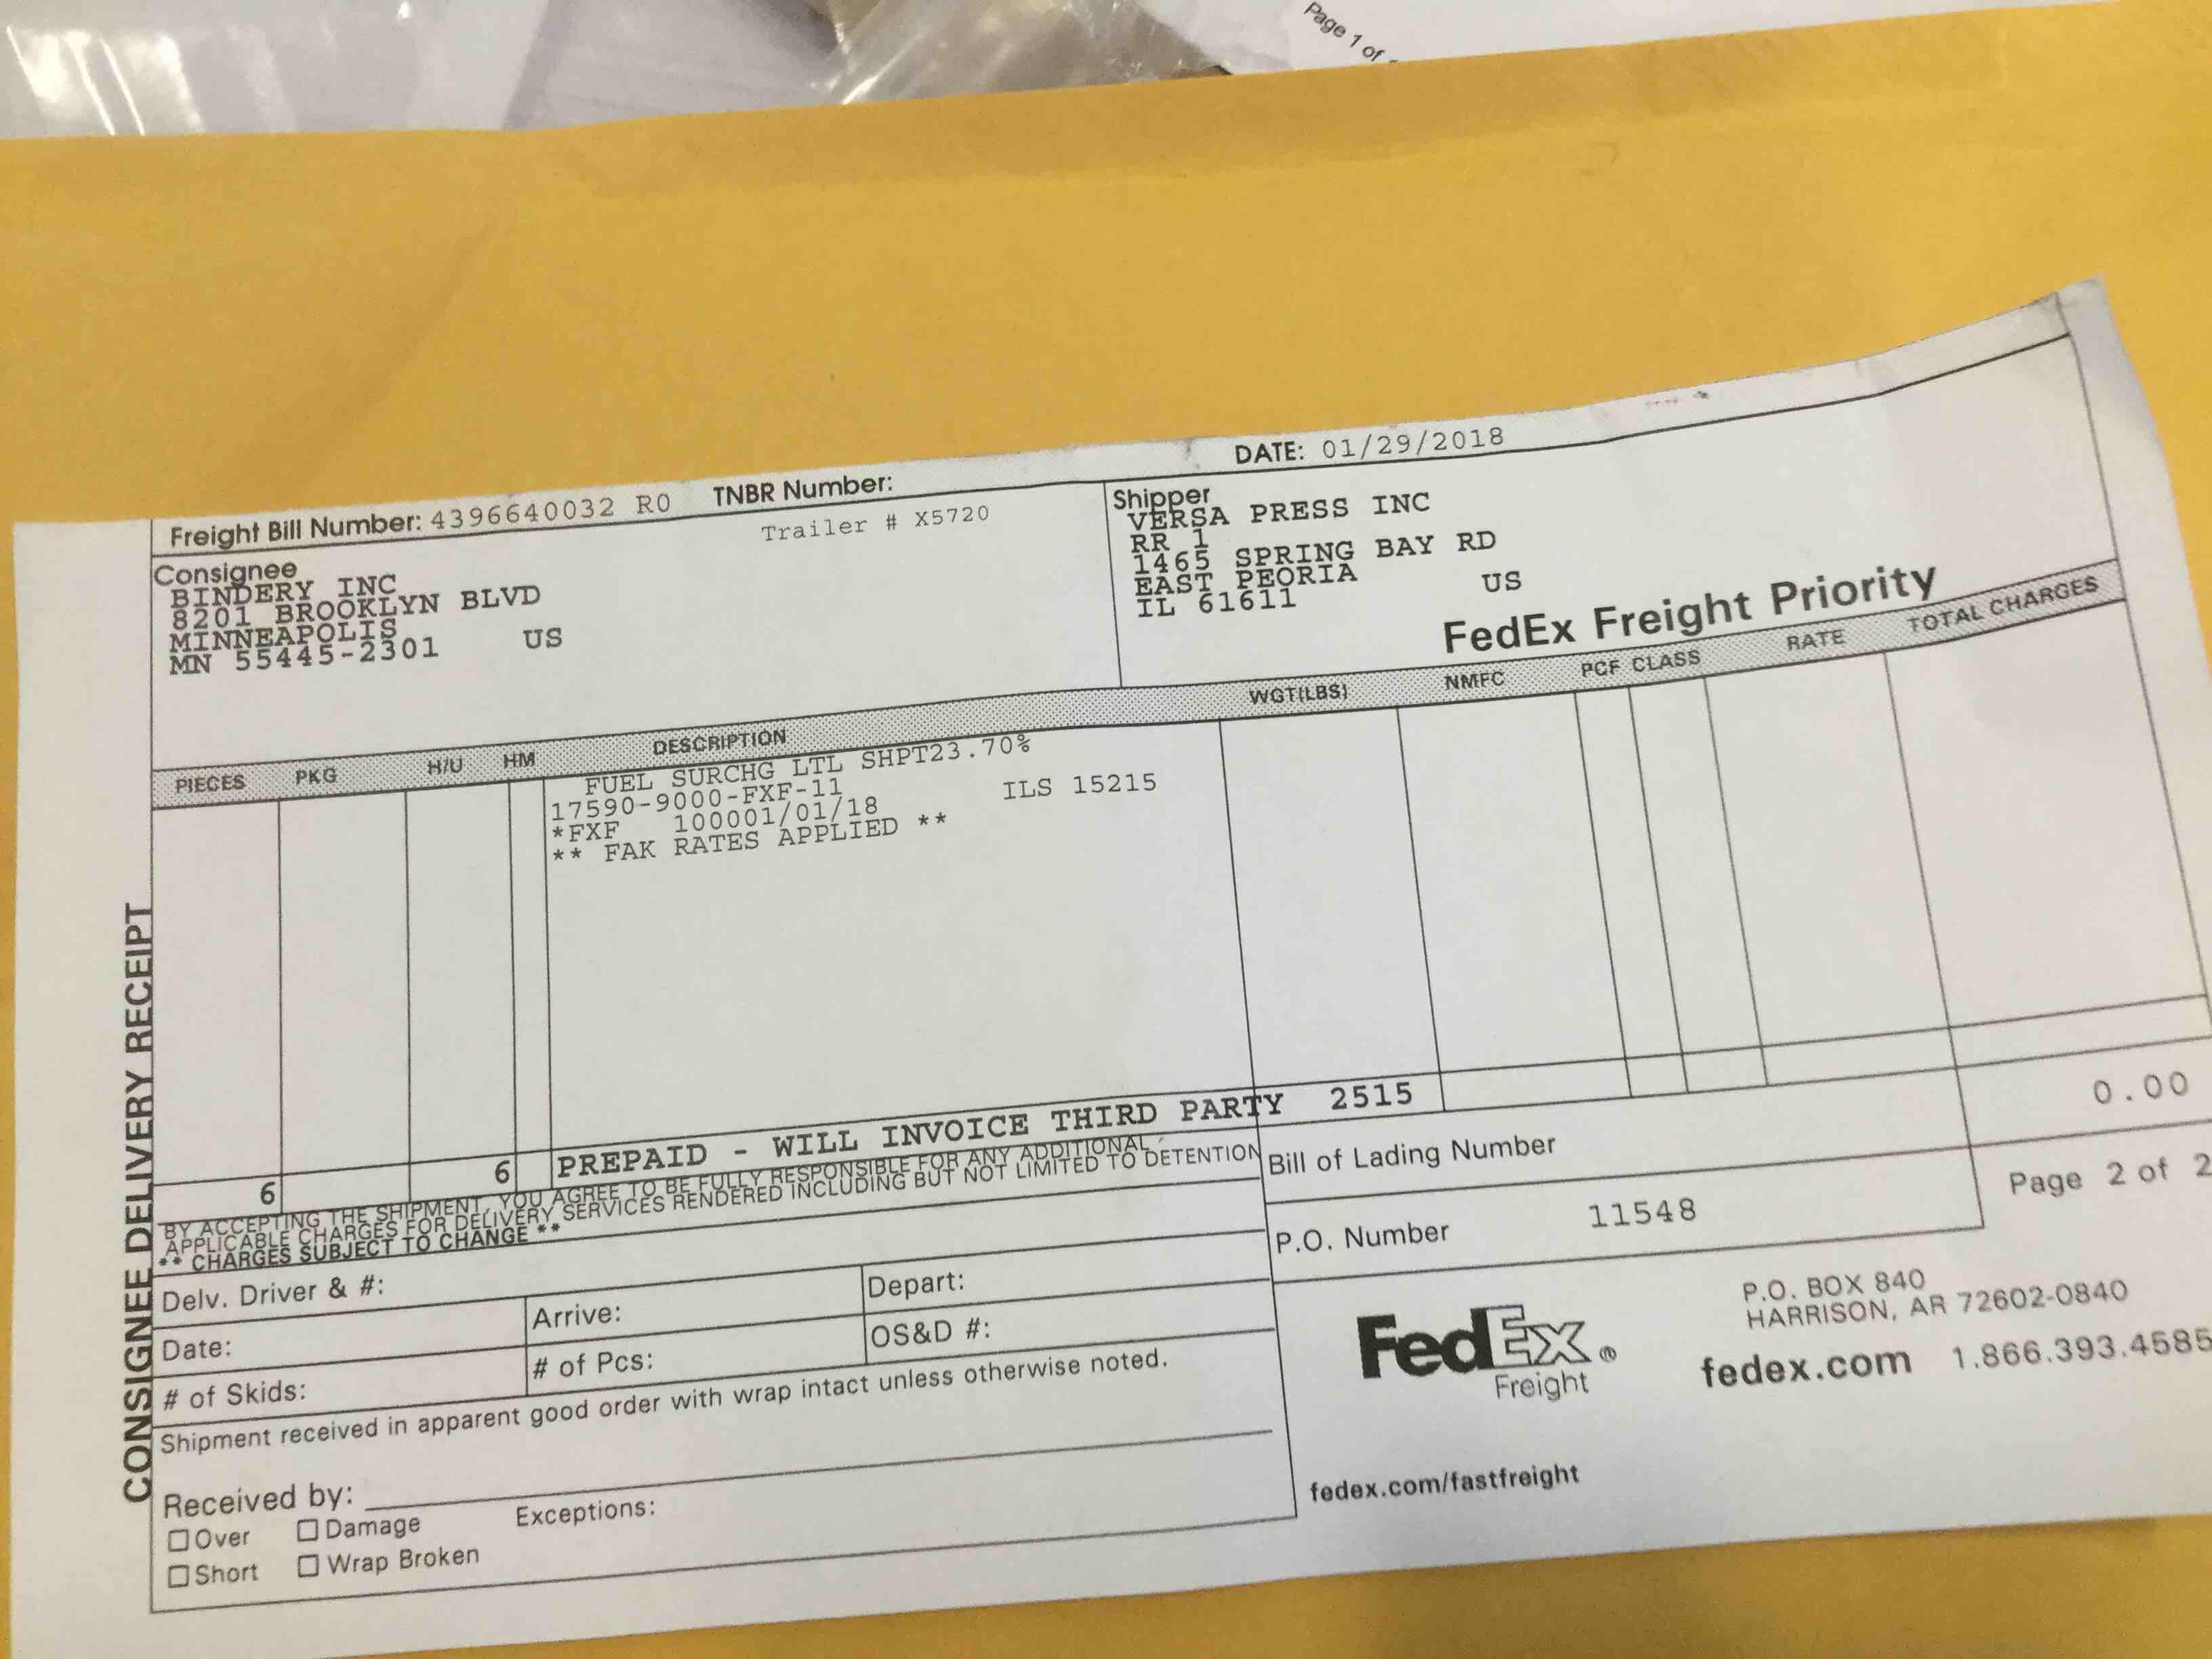 Page 1 of
DATE: 01/29/2018
Freight Bill Number: 4396640032 R0 TNBR Number:
Trailer # X5720
Consignee
BINDERY INC
8201 BROOKLYN BLVD
MINNEAPOLIS
MN 55445-2301 US
Shipper
VERSA PRESS INC
RR 1
1465 SPRING BAY RD
EAST PEORIA
IL 61611 US
FedEx Freight Priority
PIECES PKG H/U HM DESCRIPTION WGT(LBS) NMFC PCF CLASS RATE TOTAL CHARGES
FUEL SURCHG LTL SHPT23.70%
17590-9000-FXF-11 ILS 15215
*FXF 100001/01/18
** FAK RATES APPLIED **
6 6 PREPAID - WILL INVOICE THIRD PARTY 2515
0.00
BY ACCEPTING THE SHIPMENT, YOU AGREE TO BE FULLY RESPONSIBLE FOR ANY ADDITIONAL
APPLICABLE CHARGES FOR DELIVERY SERVICES RENDERED INCLUDING BUT NOT LIMITED TO DETENTION
** CHARGES SUBJECT TO CHANGE **
Bill of Lading Number
Page 2 of 2
P.O. Number 11548
Delv. Driver & #:
Date: Arrive: Depart:
# of Skids: # of Pcs: OS&D #:
Shipment received in apparent good order with wrap intact unless otherwise noted.
Received by:
Over Damage Exceptions:
Short Wrap Broken
CONSIGNEE DELIVERY RECEIPT
FedEx ®
Freight
P.O. BOX 840
HARRISON, AR 72602-0840
fedex.com 1.866.393.4585
fedex.com/fastfreight